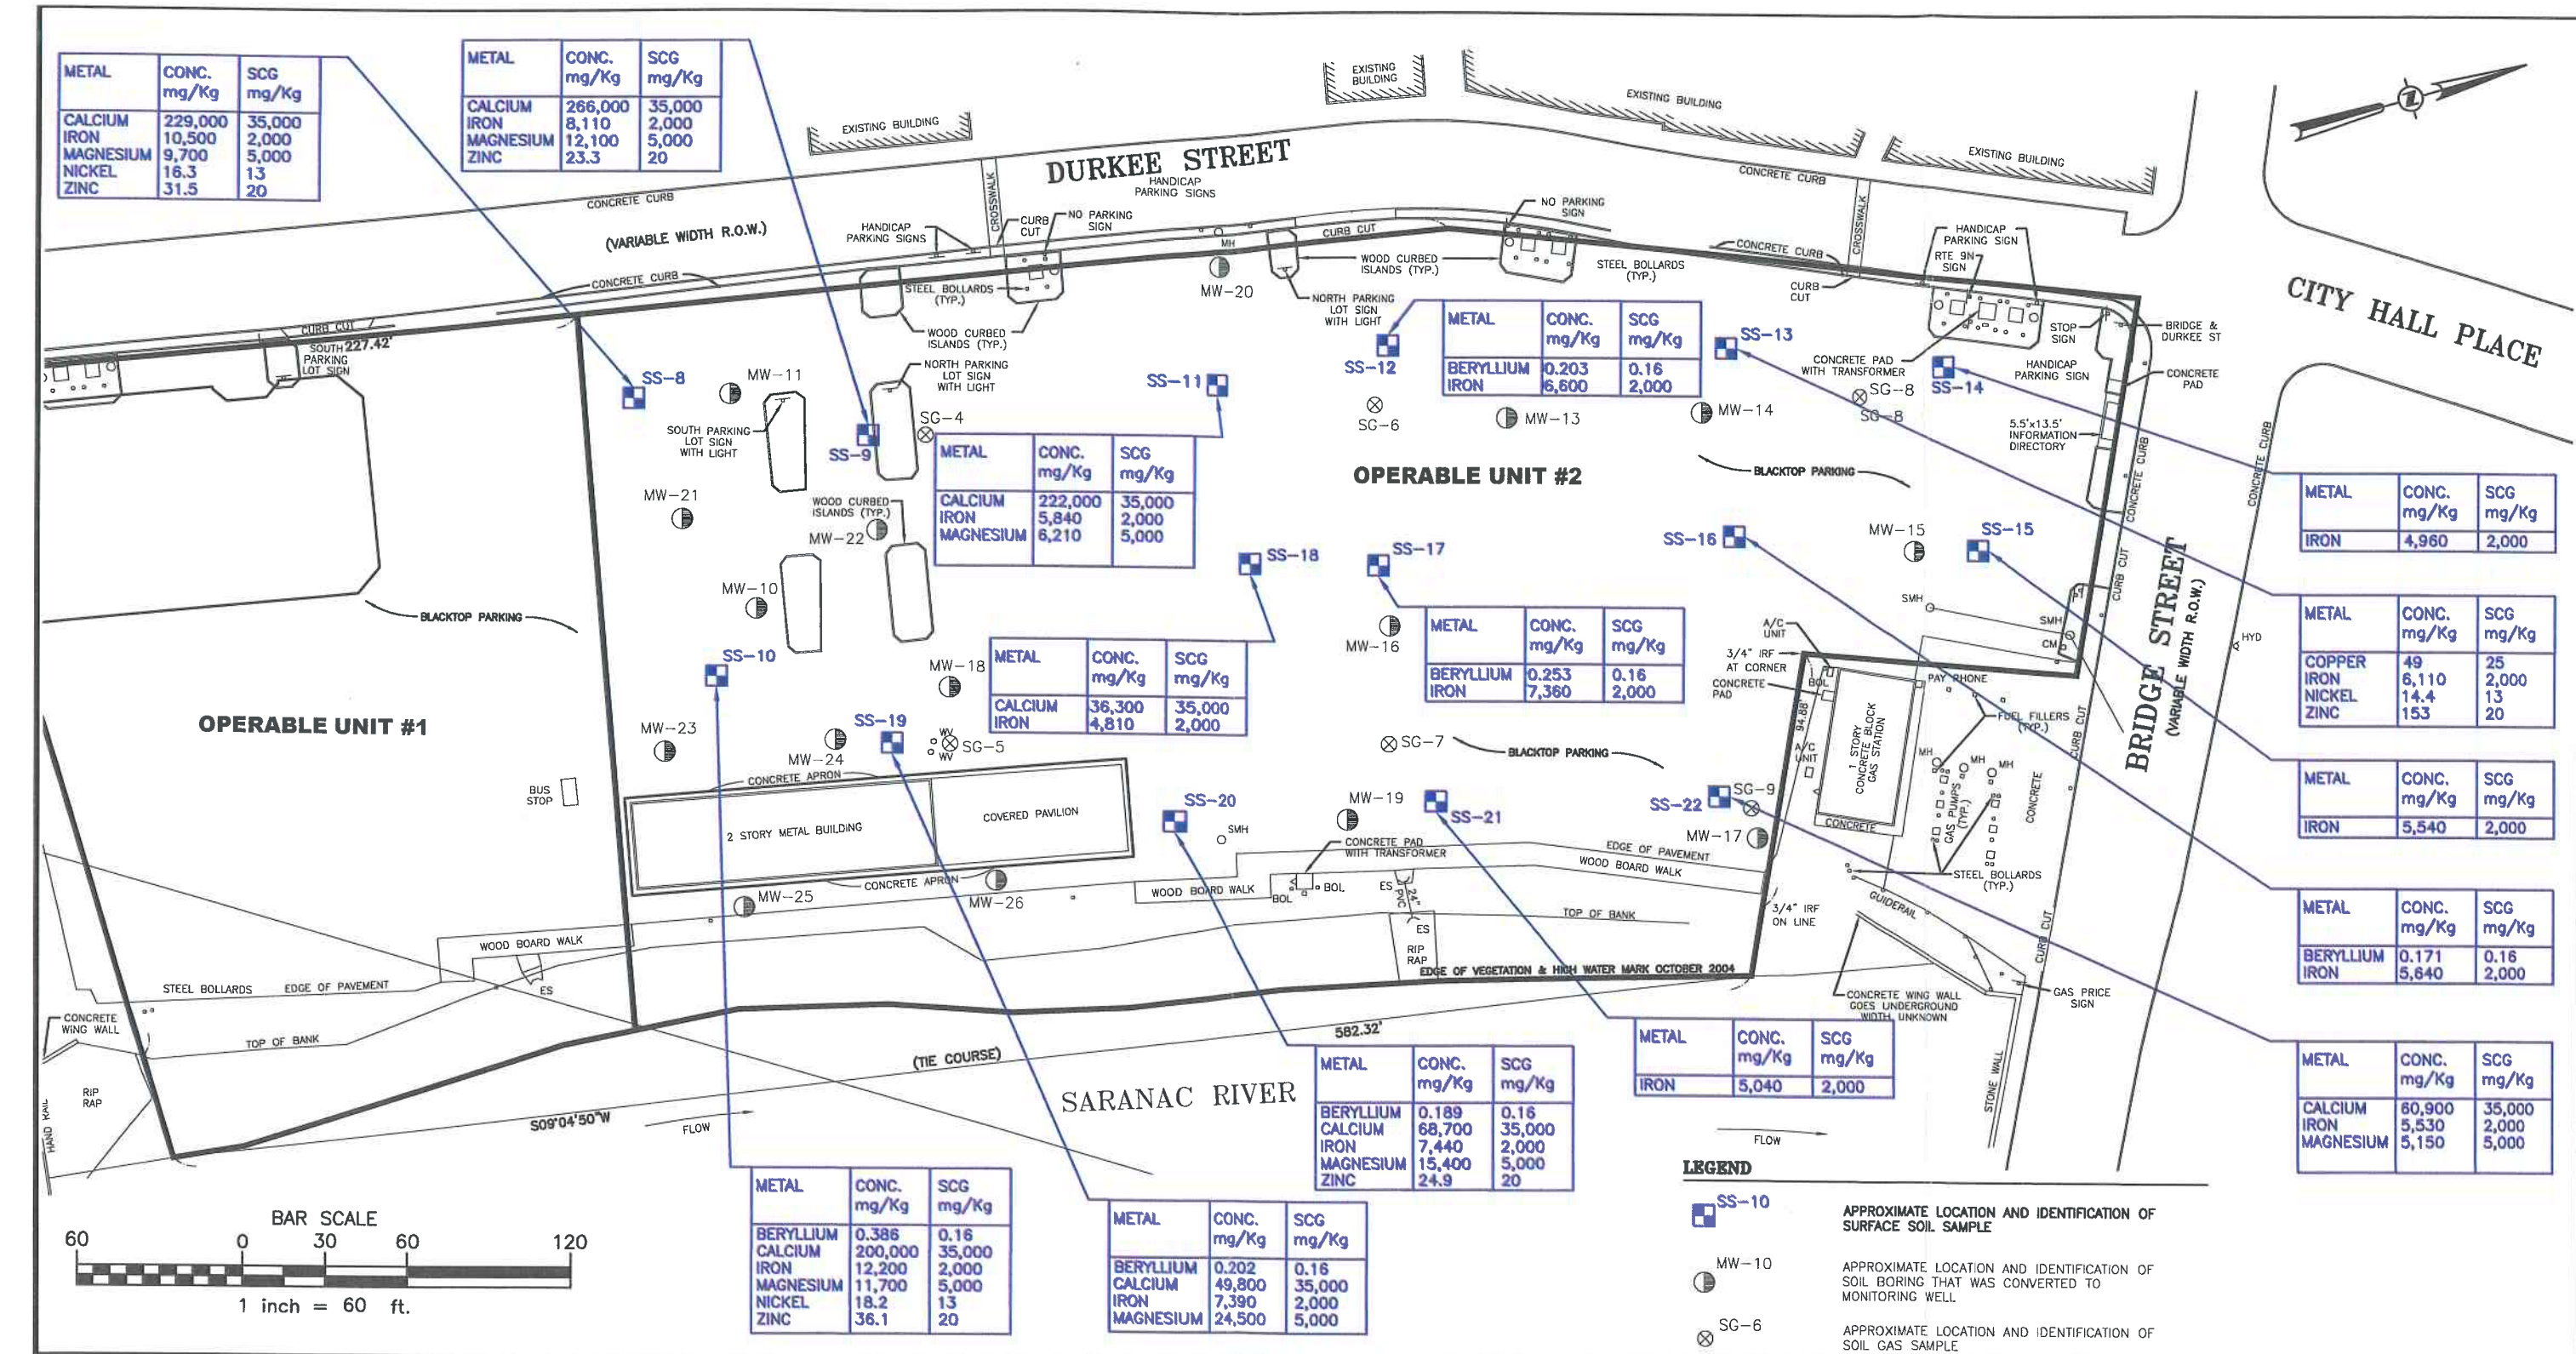 METAL CONC. mg/Kg SCG mg/Kg
CALCIUM 229,000 35,000
IRON 10,500 2,000
MAGNESIUM 9,700 5,000
NICKEL 16.3 13
ZINC 31.5 20
METAL CONC. mg/Kg SCG mg/Kg
CALCIUM 266,000 35,000
IRON 8,110 2,000
MAGNESIUM 12,100 5,000
ZINC 23.3 20
EXISTING BUILDING
EXISTING
BUILDING
EXISTING BUILDING
EXISTING BUILDING
DURKEE STREET
CITY HALL PLACE
BRIDGE STREET
(VARIABLE WIDTH R.O.W.)
CONCRETE CURB
(VARIABLE WIDTH R.O.W.)
CONCRETE CURB
CURB CUT
SOUTH 227.42'
PARKING
LOT SIGN
HANDICAP
PARKING SIGNS
CROSSWALK
CURB
CUT
NO PARKING
SIGN
HANDICAP
PARKING SIGNS
MH
CURB CUT
NO PARKING
SIGN
CONCRETE CURB
CONCRETE CURB
CROSSWALK
CURB
CUT
HANDICAP
PARKING SIGN
RTE 9N
SIGN
STEEL BOLLARDS
(TYP.)
WOOD CURBED
ISLANDS (TYP.)
MW-20
WOOD CURBED
ISLANDS (TYP.)
NORTH PARKING
LOT SIGN
WITH LIGHT
STEEL BOLLARDS
(TYP.)
STOP
SIGN
BRIDGE &
DURKEE ST
CONCRETE PAD
WITH TRANSFORMER
HANDICAP
PARKING SIGN
CONCRETE
PAD
5.5'x13.5'
INFORMATION
DIRECTORY
CONCRETE CURB
CONCRETE CURB
CURB CUT
SS-8
MW-11
SOUTH PARKING
LOT SIGN
WITH LIGHT
NORTH PARKING
LOT SIGN
WITH LIGHT
SS-9
SG-4
SS-11
METAL CONC. mg/Kg SCG mg/Kg
CALCIUM 222,000 35,000
IRON 5,840 2,000
MAGNESIUM 6,210 5,000
SS-12
METAL CONC. mg/Kg SCG mg/Kg
BERYLLIUM 0.203 0.16
IRON 6,600 2,000
SS-13
SS-14
SG-6
MW-13
MW-14
SG-8
SG-8
OPERABLE UNIT #2
BLACKTOP PARKING
METAL CONC. mg/Kg SCG mg/Kg
IRON 4,960 2,000
MW-21
WOOD CURBED
ISLANDS (TYP.)
MW-22
SS-18
SS-17
SS-16
MW-15
SS-15
MW-10
BLACKTOP PARKING
METAL CONC. mg/Kg SCG mg/Kg
BERYLLIUM 0.253 0.16
IRON 7,360 2,000
MW-16
METAL CONC. mg/Kg SCG mg/Kg
COPPER 49 25
IRON 6,110 2,000
NICKEL 14.4 13
ZINC 153 20
SMH
SMH
CM
HYD
A/C
UNIT
3/4" IRF
AT CORNER
CONCRETE
PAD
BOL
PAY PHONE
FUEL FILLERS
(TYP.)
94.88'
A/C
UNIT
1 STORY
CONCRETE BLOCK
GAS STATION
MH
MH
MH
GAS PUMPS
(TYP.)
CONCRETE
CURB CUT
CONCRETE
STEEL BOLLARDS
(TYP.)
SS-10
MW-18
METAL CONC. mg/Kg SCG mg/Kg
CALCIUM 36,300 35,000
IRON 4,810 2,000
OPERABLE UNIT #1
MW-23
MW-24
SS-19
WV
WV
SG-5
SG-7
BLACKTOP PARKING
METAL CONC. mg/Kg SCG mg/Kg
IRON 5,540 2,000
BUS
STOP
CONCRETE APRON
2 STORY METAL BUILDING
COVERED PAVILION
CONCRETE APRON
SS-20
SMH
MW-19
SS-21
SS-22
SG-9
MW-17
CONCRETE PAD
WITH TRANSFORMER
EDGE OF PAVEMENT
WOOD BOARD WALK
WOOD BOARD WALK
BOL
BOL
ES
24"
PVC
ES
RIP
RAP
TOP OF BANK
3/4" IRF
ON LINE
GUIDERAIL
CURB CUT
MW-25
MW-26
METAL CONC. mg/Kg SCG mg/Kg
BERYLLIUM 0.171 0.16
IRON 5,640 2,000
WOOD BOARD WALK
ES
STEEL BOLLARDS
EDGE OF PAVEMENT
EDGE OF VEGETATION & HIGH WATER MARK OCTOBER 2004
CONCRETE WING WALL
GOES UNDERGROUND
WIDTH UNKNOWN
GAS PRICE
SIGN
STONE WALL
CONCRETE
WING WALL
TOP OF BANK
RIP
RAP
HAND RAIL
582.32'
(TIE COURSE)
SARANAC RIVER
S09°04'50"W
FLOW
FLOW
METAL CONC. mg/Kg SCG mg/Kg
BERYLLIUM 0.189 0.16
CALCIUM 68,700 35,000
IRON 7,440 2,000
MAGNESIUM 15,400 5,000
ZINC 24.9 20
METAL CONC. mg/Kg SCG mg/Kg
IRON 5,040 2,000
METAL CONC. mg/Kg SCG mg/Kg
CALCIUM 60,900 35,000
IRON 5,530 2,000
MAGNESIUM 5,150 5,000
METAL CONC. mg/Kg SCG mg/Kg
BERYLLIUM 0.386 0.16
CALCIUM 200,000 35,000
IRON 12,200 2,000
MAGNESIUM 11,700 5,000
NICKEL 18.2 13
ZINC 36.1 20
METAL CONC. mg/Kg SCG mg/Kg
BERYLLIUM 0.202 0.16
CALCIUM 49,800 35,000
IRON 7,390 2,000
MAGNESIUM 24,500 5,000
BAR SCALE
60 0 30 60 120
1 inch = 60 ft.
LEGEND
SS-10 APPROXIMATE LOCATION AND IDENTIFICATION OF
SURFACE SOIL SAMPLE
MW-10 APPROXIMATE LOCATION AND IDENTIFICATION OF
SOIL BORING THAT WAS CONVERTED TO
MONITORING WELL
SG-6 APPROXIMATE LOCATION AND IDENTIFICATION OF
SOIL GAS SAMPLE